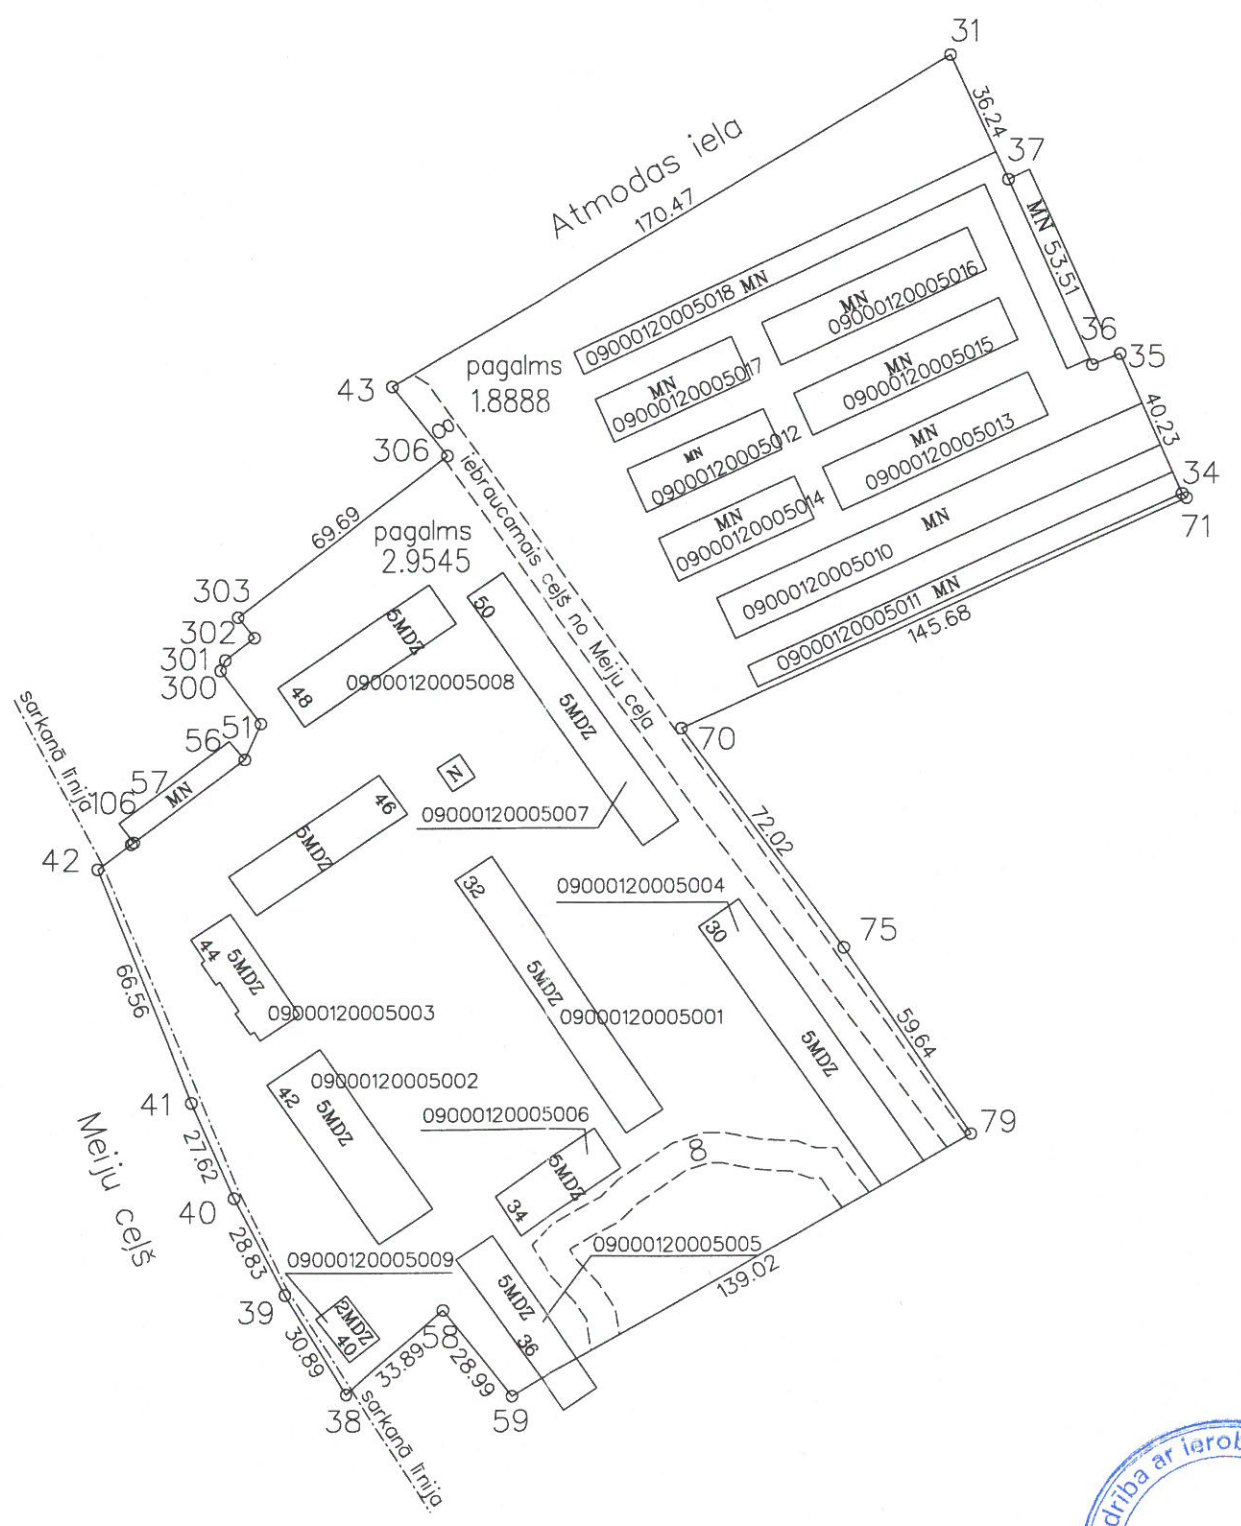 31
36.24
37
Atmodas iela
170.47
MN 53.51
09000120005018 MN
MN
09000120005016
36
35
pagalms
1.8888
MN
09000120005017
MN
09000120005015
43
8
306
40.23
MN
09000120005012
MN
09000120005013
iebraucamais ceļš no Meiju ceļa
34
71
MN
09000120005014
MN
09000120005010
69.69
pagalms
2.9545
09000120005011 MN
145.68
303
302
301
300
50
5MDZ
48
09000120005008
5MDZ
sarkanā līnija
51
56
57
MN
106
70
N
46
5MDZ
09000120005007
72.02
42
32
09000120005004
30
75
44
5MDZ
5MDZ
66.56
09000120005003
09000120005001
59.64
5MDZ
41
09000120005002
42
5MDZ
09000120005006
27.62
79
Meiju ceļš
8
5MDZ
40
34
28.83
09000120005009
09000120005005
139.02
39
5MDZ
2MDZ
40
58
36
30.89
33.89
28.99
38
59
sarkanā līnija
drība ar ierob